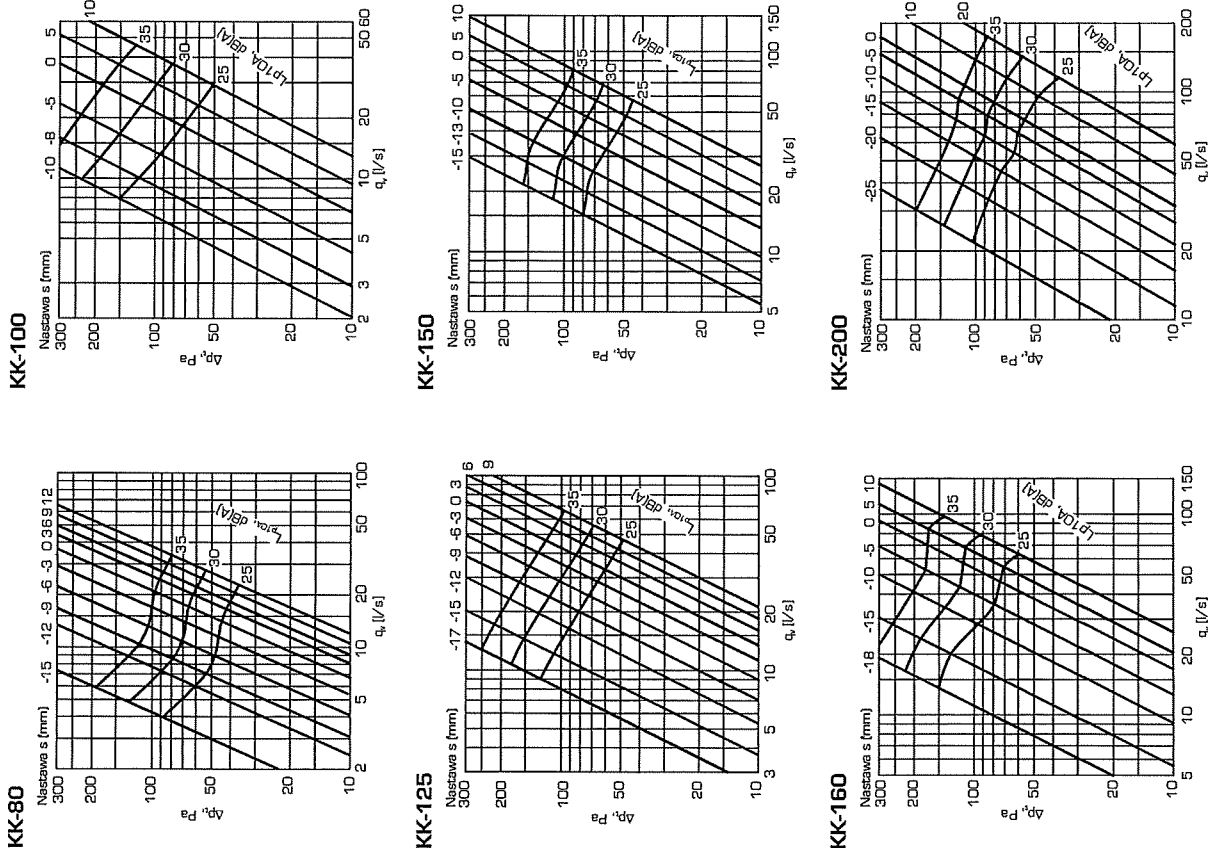 KK-80
Nastawa s [mm]
-15 -12 -9 -6 -3 0 3 6 9 12
300
200
100
50
20
10
Δpₜ, Pa
35
30
25
Lp10A, dB(A)
2 5 10 20 50 100
qᵥ [l/s]
KK-100
Nastawa s [mm]
-10 -8 -5 0 5 10
300
200
100
50
20
10
Δpₜ, Pa
35
30
25
Lp10A, dB(A)
2 3 5 10 20 50 60
qᵥ [l/s]
KK-125
Nastawa s [mm]
-17 -15 -12 -9 -6 -3 0 3 6 9
300
200
100
50
20
10
Δpₜ, Pa
35
30
25
Lp10A, dB(A)
3 5 10 20 50 100
qᵥ [l/s]
KK-150
Nastawa s [mm]
-15 -13 -10 -5 0 5 10
300
200
100
50
20
10
Δpₜ, Pa
35
30
25
Lp10A, dB(A)
5 10 20 50 100 150
qᵥ [l/s]
KK-160
Nastawa s [mm]
-18 -15 -10 -5 0 5 10
300
200
100
50
20
10
Δpₜ, Pa
35
30
25
Lp10A, dB(A)
5 10 20 50 100 150
qᵥ [l/s]
KK-200
Nastawa s [mm]
-25 -20 -15 -10 -5 0 10 20
300
200
100
50
20
10
Δpₜ, Pa
35
30
25
Lp10A, dB(A)
10 20 50 100 200
qᵥ [l/s]